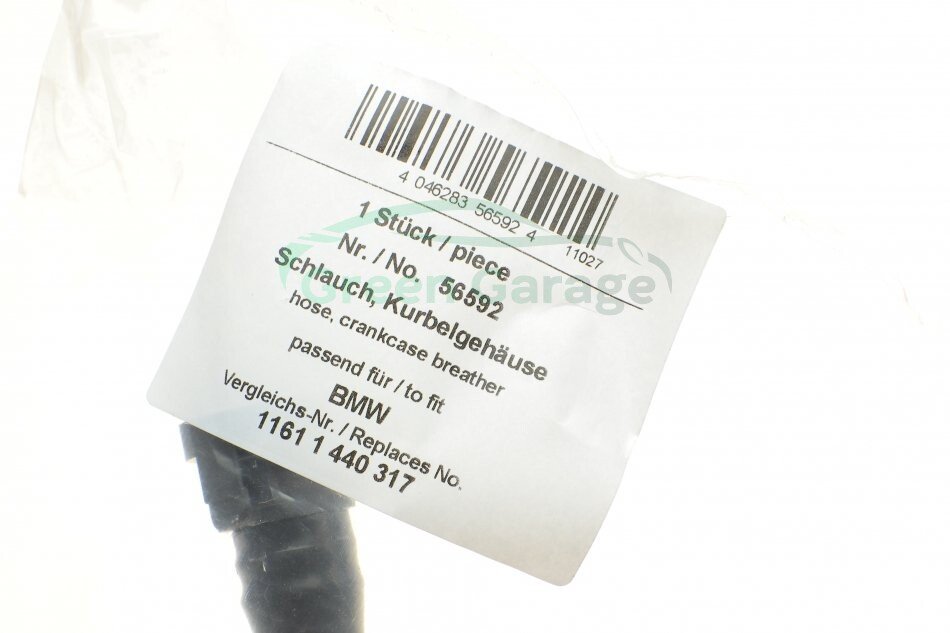 4 046283 56592 4
11027
1 Stück / piece
Nr. / No. 56592
Green Garage
Schlauch, Kurbelgehäuse
hose, crankcase breather
passend für / to fit
BMW
Vergleichs-Nr. / Replaces No.
1161 1 440 317